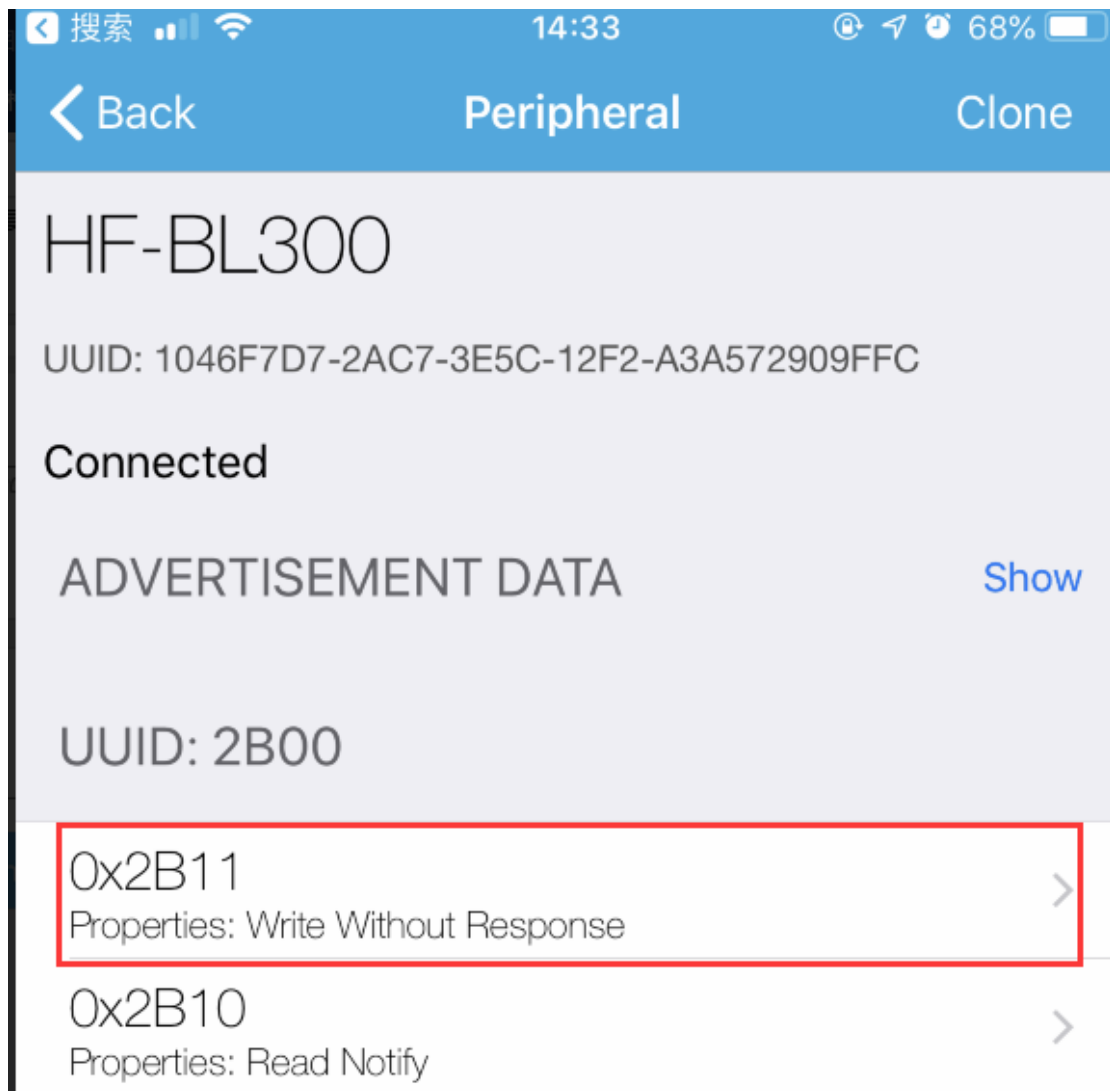 搜索 14:33 68%
Back Peripheral Clone
HF-BL300
UUID: 1046F7D7-2AC7-3E5C-12F2-A3A572909FFC
Connected
ADVERTISEMENT DATA Show
UUID: 2B00
0x2B11
Properties: Write Without Response
0x2B10
Properties: Read Notify